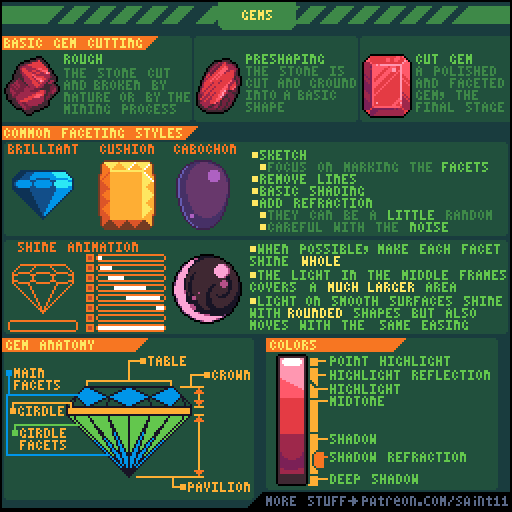 GEMS
BASIC GEM CUTTING
ROUGH
THE STONE CUT
AND BROKEN BY
NATURE OR BY THE
MINING PROCESS
PRESHAPING
THE STONE IS
CUT AND GROUND
INTO A BASIC
SHAPE
CUT GEM
A POLISHED
AND FACETED
GEM, THE
FINAL STAGE
COMMON FACETING STYLES
BRILLIANT
CUSHION
CABOCHON
SKETCH
FOCUS ON MARKING THE FACETS
REMOVE LINES
BASIC SHADING
ADD REFRACTION
THEY CAN BE A LITTLE RANDOM
CAREFUL WITH THE NOISE
SHINE ANIMATION
WHEN POSSIBLE, MAKE EACH FACET
SHINE WHOLE
THE LIGHT IN THE MIDDLE FRAMES
COVERS A MUCH LARGER AREA
LIGHT ON SMOOTH SURFACES SHINE
WITH ROUNDED SHAPES BUT ALSO
MOVES WITH THE SAME EASING
GEM ANATOMY
TABLE
MAIN
FACETS
CROWN
GIRDLE
GIRDLE
FACETS
PAVILION
COLORS
POINT HIGHLIGHT
HIGHLIGHT REFLECTION
HIGHLIGHT
MIDTONE
SHADOW
SHADOW REFRACTION
DEEP SHADOW
MORE STUFF→PATREON.COM/SAINT11